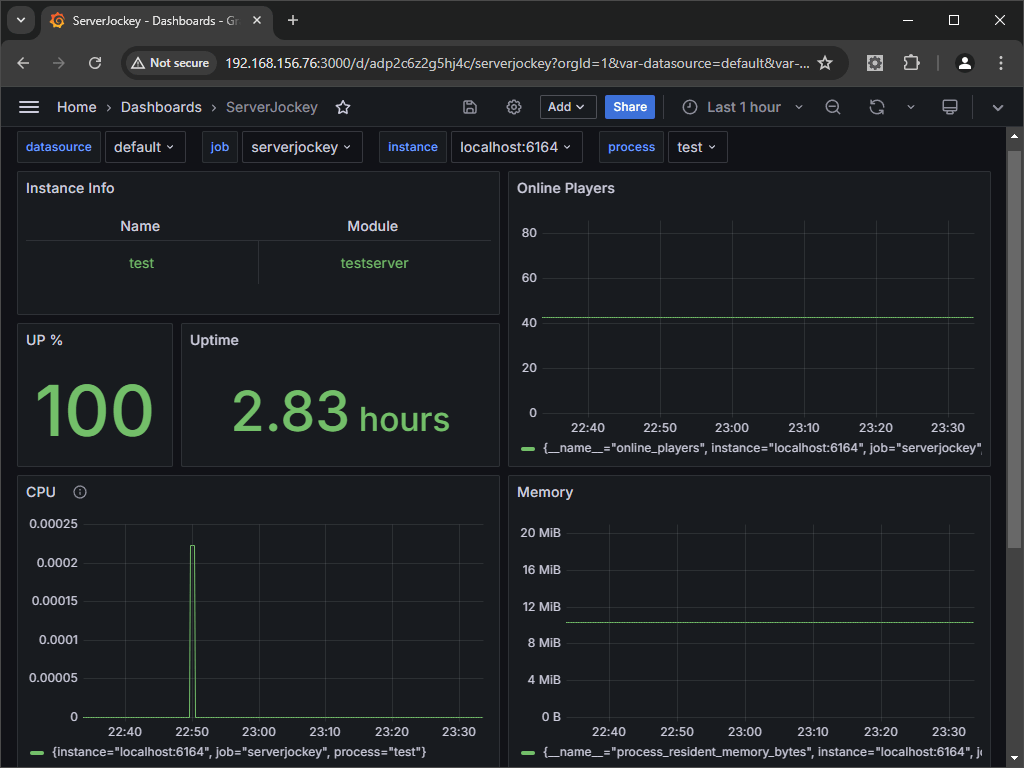 ServerJockey - Dashboards - Gr
Not secure
192.168.156.76:3000/d/adp2c6z2g5hj4c/serverjockey?orgId=1&var-datasource=default&var-...
Home › Dashboards › ServerJockey
Add
Share
Last 1 hour
datasource default job serverjockey instance localhost:6164 process test
Instance Info
Name Module
test testserver
Online Players
80
60
40
20
0
22:40 22:50 23:00 23:10 23:20 23:30
{__name__="online_players", instance="localhost:6164", job="serverjockey",
UP %
100
Uptime
2.83 hours
CPU
0.00025
0.0002
0.00015
0.0001
0.00005
0
22:40 22:50 23:00 23:10 23:20 23:30
{instance="localhost:6164", job="serverjockey", process="test"}
Memory
20 MiB
16 MiB
12 MiB
8 MiB
4 MiB
0 B
22:40 22:50 23:00 23:10 23:20 23:30
{__name__="process_resident_memory_bytes", instance="localhost:6164",